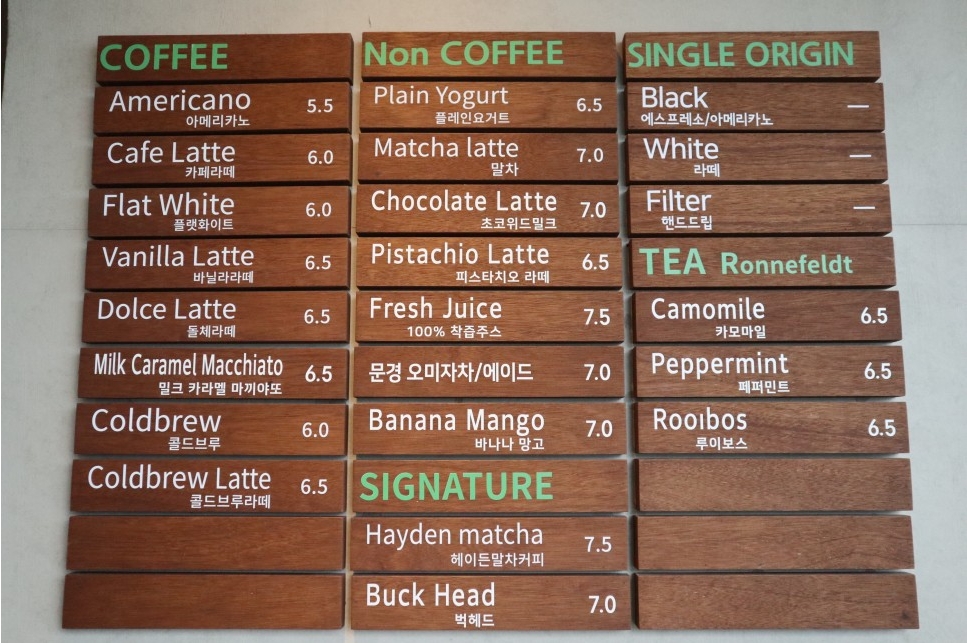 COFFEE
Americano 5.5
아메리카노
Cafe Latte 6.0
카페라떼
Flat White 6.0
플랫화이트
Vanilla Latte 6.5
바닐라라떼
Dolce Latte 6.5
돌체라떼
Milk Caramel Macchiato 6.5
밀크 카라멜 마끼야또
Coldbrew 6.0
콜드브루
Coldbrew Latte 6.5
콜드브루라떼
Non COFFEE
Plain Yogurt 6.5
플레인요거트
Matcha latte 7.0
말차
Chocolate Latte 7.0
초코위드밀크
Pistachio Latte 6.5
피스타치오 라떼
Fresh Juice 7.5
100% 착즙주스
문경 오미자차/에이드 7.0
Banana Mango 7.0
바나나 망고
SIGNATURE
Hayden matcha 7.5
헤이든말차커피
Buck Head 7.0
벅헤드
SINGLE ORIGIN
Black —
에스프레소/아메리카노
White —
라떼
Filter —
핸드드립
TEA Ronnefeldt
Camomile 6.5
카모마일
Peppermint 6.5
페퍼민트
Rooibos 6.5
루이보스